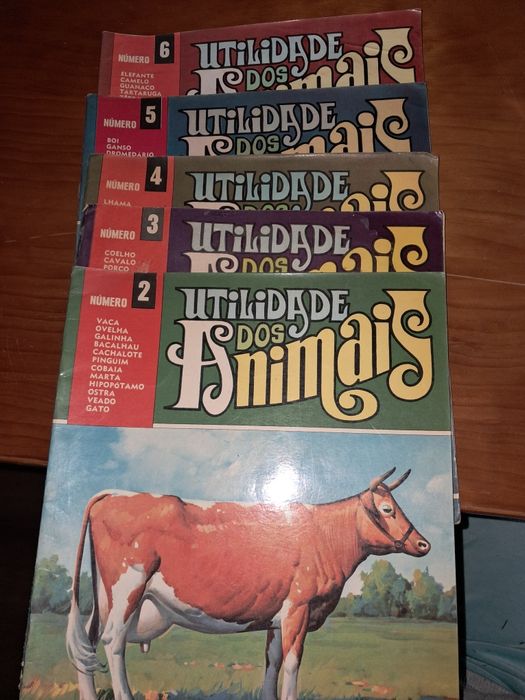 NÚMERO 6
ELEFANTE
CAMELO
GUANACO
TARTARUGA
UTILIDADE
DOS
ANIMAIS
NÚMERO 5
BOI
GANSO
DROMEDÁRIO
UTILIDADE
DOS
ANIMAIS
NÚMERO 4
LHAMA
UTILIDADE
DOS
ANIMAIS
NÚMERO 3
COELHO
CAVALO
PORCO
UTILIDADE
DOS
ANIMAIS
NÚMERO 2
VACA
OVELHA
GALINHA
BACALHAU
CACHALOTE
PINGUIM
COBAIA
MARTA
HIPOPÓTAMO
OSTRA
VEADO
GATO
UTILIDADE
DOS
ANIMAIS